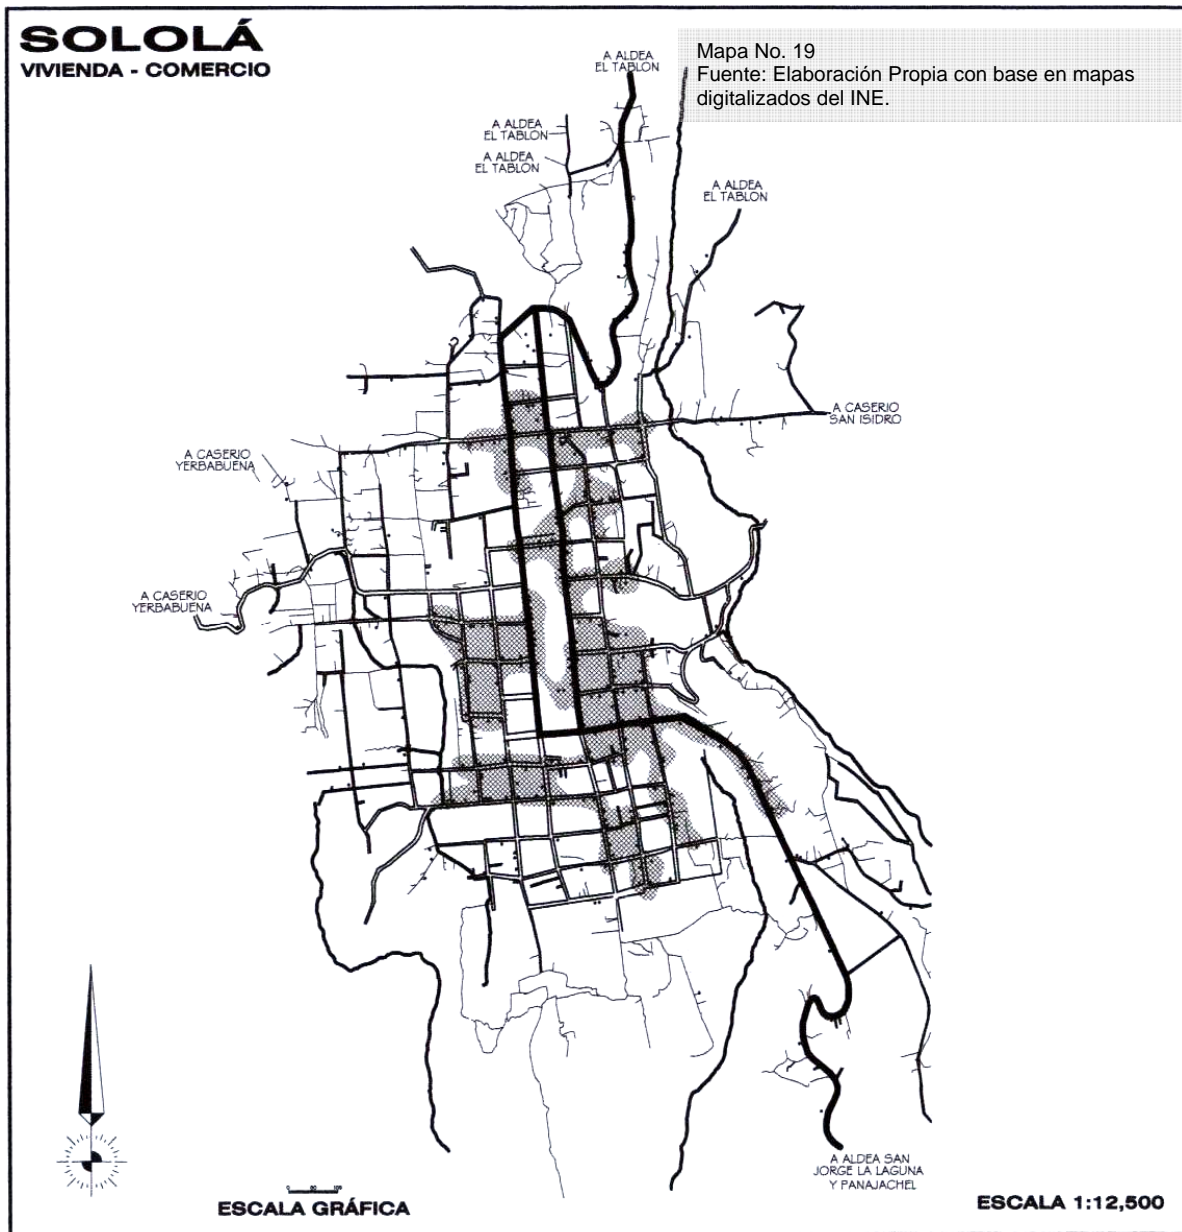 SOLOLÁ
VIVIENDA - COMERCIO
Mapa No. 19
Fuente: Elaboración Propia con base en mapas
digitalizados del INE.
A ALDEA
EL TABLON
A ALDEA
EL TABLON
A ALDEA
EL TABLON
A ALDEA
EL TABLON
A CASERIO
SAN ISIDRO
A CASERIO
YERBABUENA
A CASERIO
YERBABUENA
A ALDEA SAN
JORGE LA LAGUNA
Y PANAJACHEL
ESCALA GRÁFICA
ESCALA 1:12,500